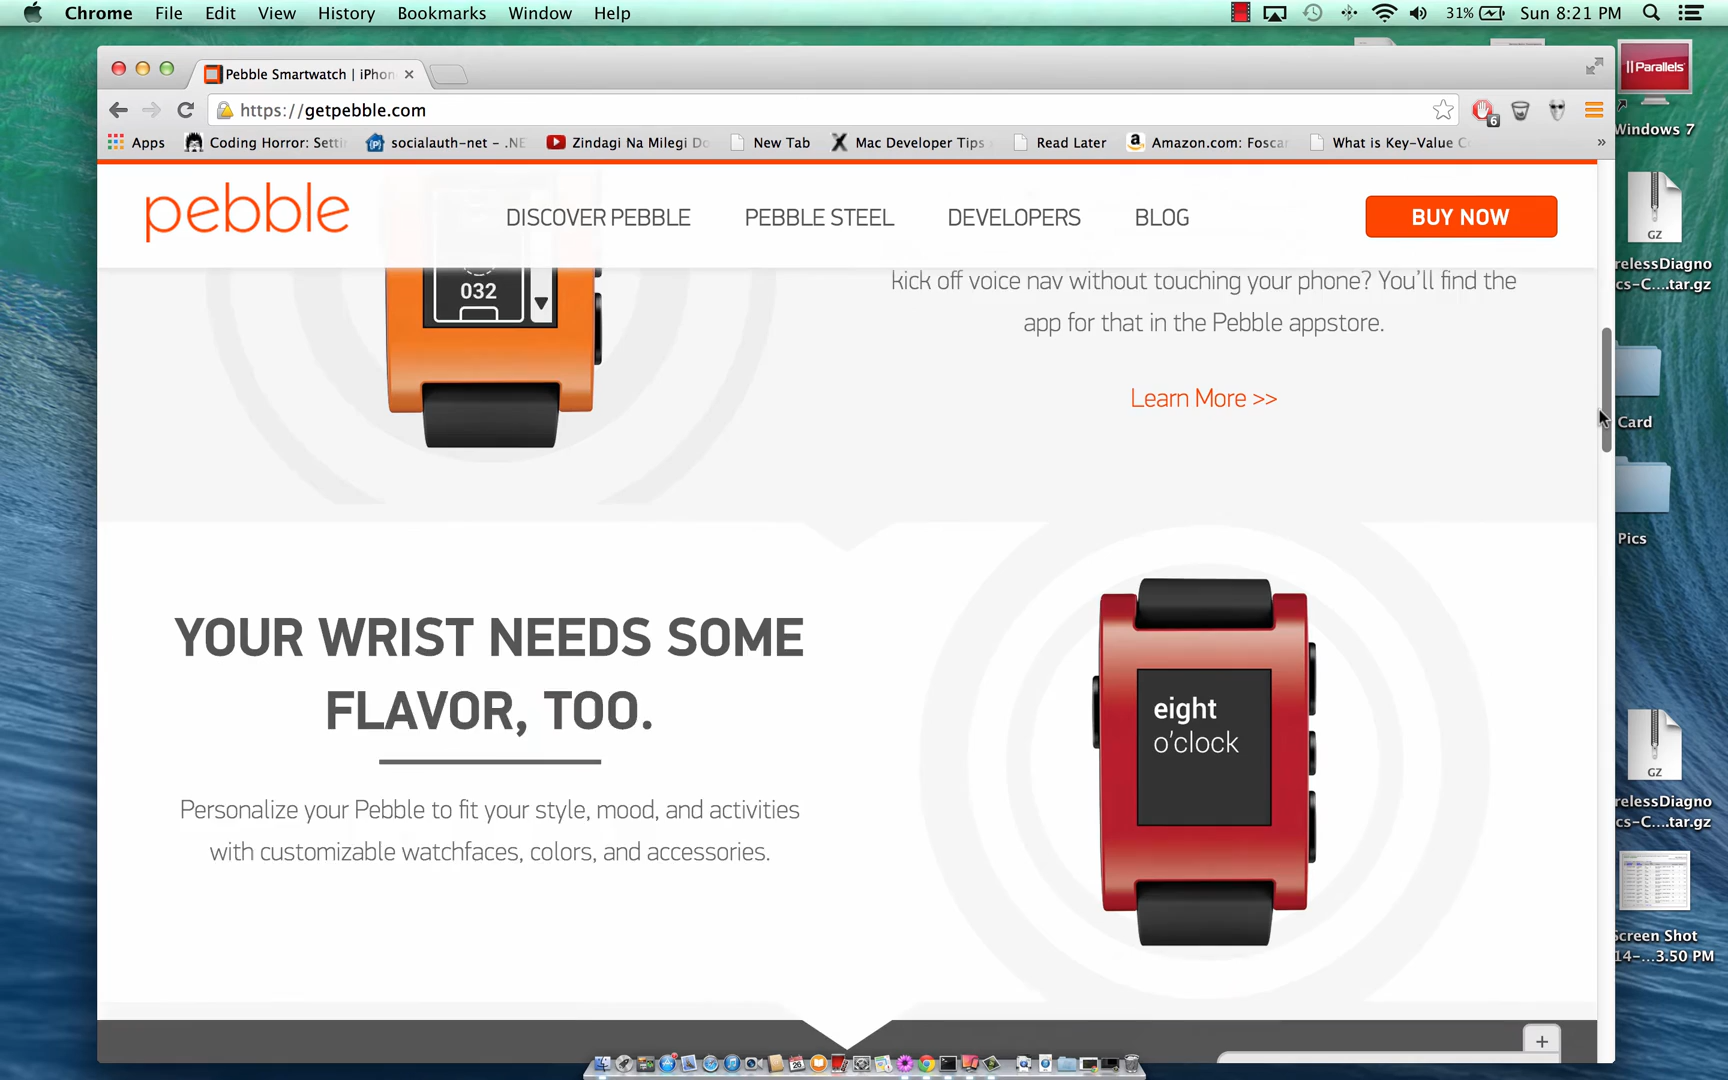 Chrome File Edit View History Bookmarks Window Help 31% Sun 8:21 PM
Pebble Smartwatch | iPhon
https://getpebble.com
6
Apps Coding Horror: Setti socialauth-net - .NE Zindagi Na Milegi Do New Tab Mac Developer Tips Read Later Amazon.com: Foscar What is Key-Value C »
pebble DISCOVER PEBBLE PEBBLE STEEL DEVELOPERS BLOG BUY NOW
032
kick off voice nav without touching your phone? You'll find the
app for that in the Pebble appstore.
Learn More >>
YOUR WRIST NEEDS SOME
FLAVOR, TOO.
Personalize your Pebble to fit your style, mood, and activities
with customizable watchfaces, colors, and accessories.
eight
o'clock
+
Parallels
Windows 7
GZ
relessDiagno
cs-C....tar.gz
Card
Pics
GZ
relessDiagno
cs-C....tar.gz
Screen Shot
14-...3.50 PM